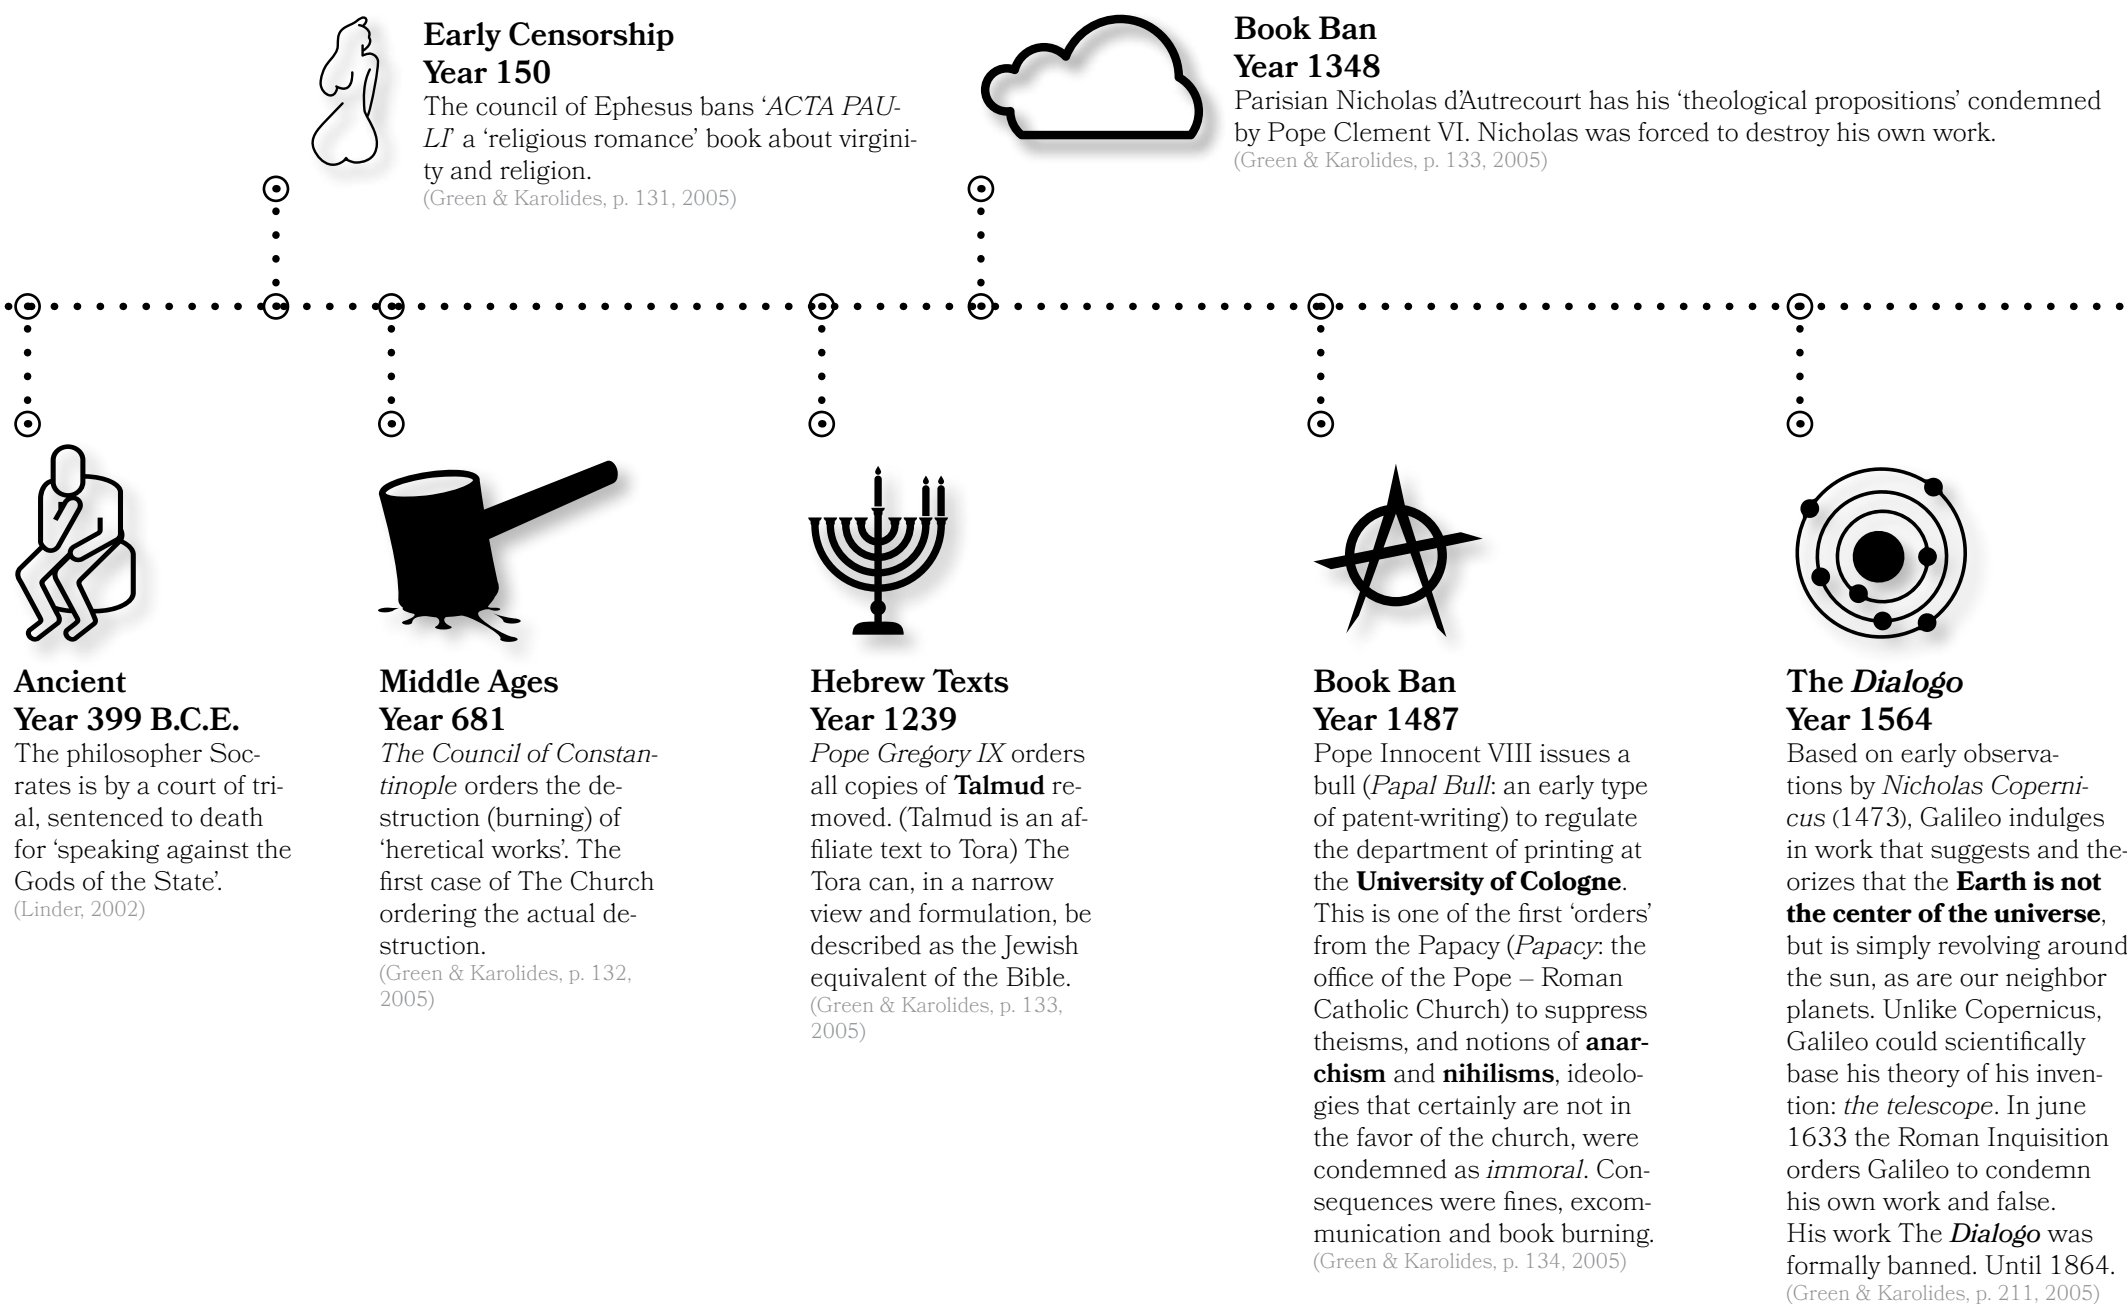 Early Censorship
Year 150
The council of Ephesus bans ‘ACTA PAU-
LI’ a ‘religious romance’ book about virgini-
ty and religion.
(Green & Karolides, p. 131, 2005)
Book Ban
Year 1348
Parisian Nicholas d’Autrecourt has his ‘theological propositions’ condemned
by Pope Clement VI. Nicholas was forced to destroy his own work.
(Green & Karolides, p. 133, 2005)
Ancient
Year 399 B.C.E.
The philosopher Soc-
rates is by a court of tri-
al, sentenced to death
for ‘speaking against the
Gods of the State’.
(Linder, 2002)
Middle Ages
Year 681
The Council of Constan-
tinople orders the de-
struction (burning) of
‘heretical works’. The
first case of The Church
ordering the actual de-
struction.
(Green & Karolides, p. 132,
2005)
Hebrew Texts
Year 1239
Pope Gregory IX orders
all copies of Talmud re-
moved. (Talmud is an af-
filiate text to Tora) The
Tora can, in a narrow
view and formulation, be
described as the Jewish
equivalent of the Bible.
(Green & Karolides, p. 133,
2005)
Book Ban
Year 1487
Pope Innocent VIII issues a
bull (Papal Bull: an early type
of patent-writing) to regulate
the department of printing at
the University of Cologne.
This is one of the first ‘orders’
from the Papacy (Papacy: the
office of the Pope – Roman
Catholic Church) to suppress
theisms, and notions of anar-
chism and nihilisms, ideolo-
gies that certainly are not in
the favor of the church, were
condemned as immoral. Con-
sequences were fines, excom-
munication and book burning.
(Green & Karolides, p. 134, 2005)
The Dialogo
Year 1564
Based on early observa-
tions by Nicholas Coperni-
cus (1473), Galileo indulges
in work that suggests and the-
orizes that the Earth is not
the center of the universe,
but is simply revolving around
the sun, as are our neighbor
planets. Unlike Copernicus,
Galileo could scientifically
base his theory of his inven-
tion: the telescope. In june
1633 the Roman Inquisition
orders Galileo to condemn
his own work and false.
His work The Dialogo was
formally banned. Until 1864.
(Green & Karolides, p. 211, 2005)